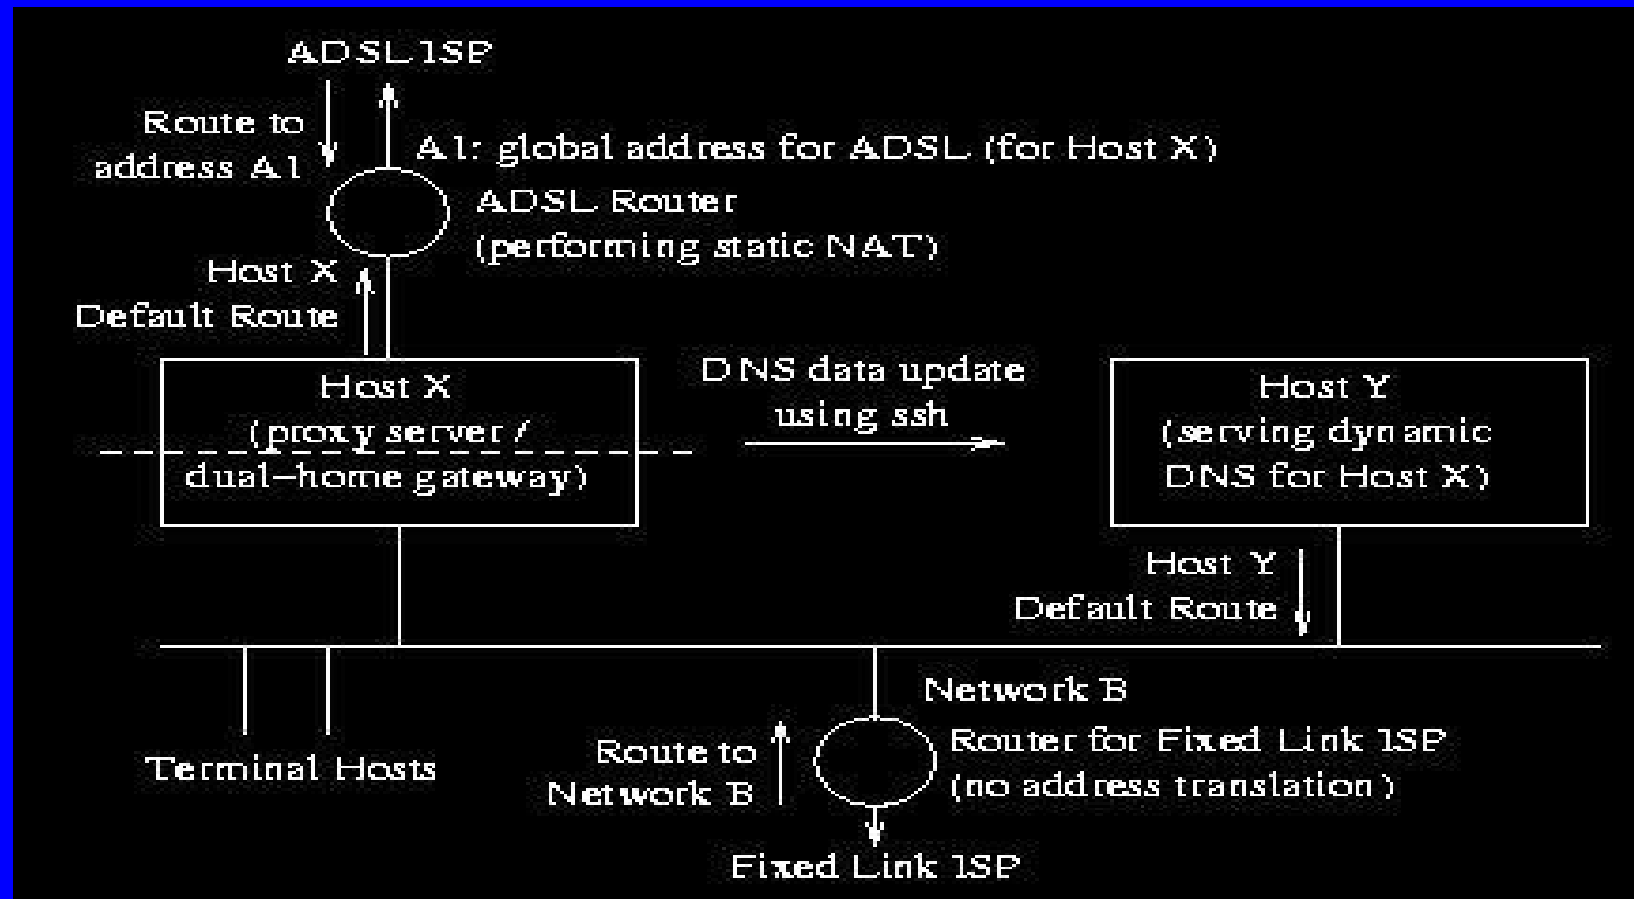 ADSL ISP
Route to
address A1
A1: global address for ADSL (for Host X)
ADSL Router
(performing static NAT)
Host X
Default Route
Host X
(proxy server /
dual-home gateway)
DNS data update
using ssh
Host Y
(serving dynamic
DNS for Host X)
Host Y
Default Route
Network B
Router for Fixed Link ISP
(no address translation)
Route to
Network B
Terminal Hosts
Fixed Link ISP